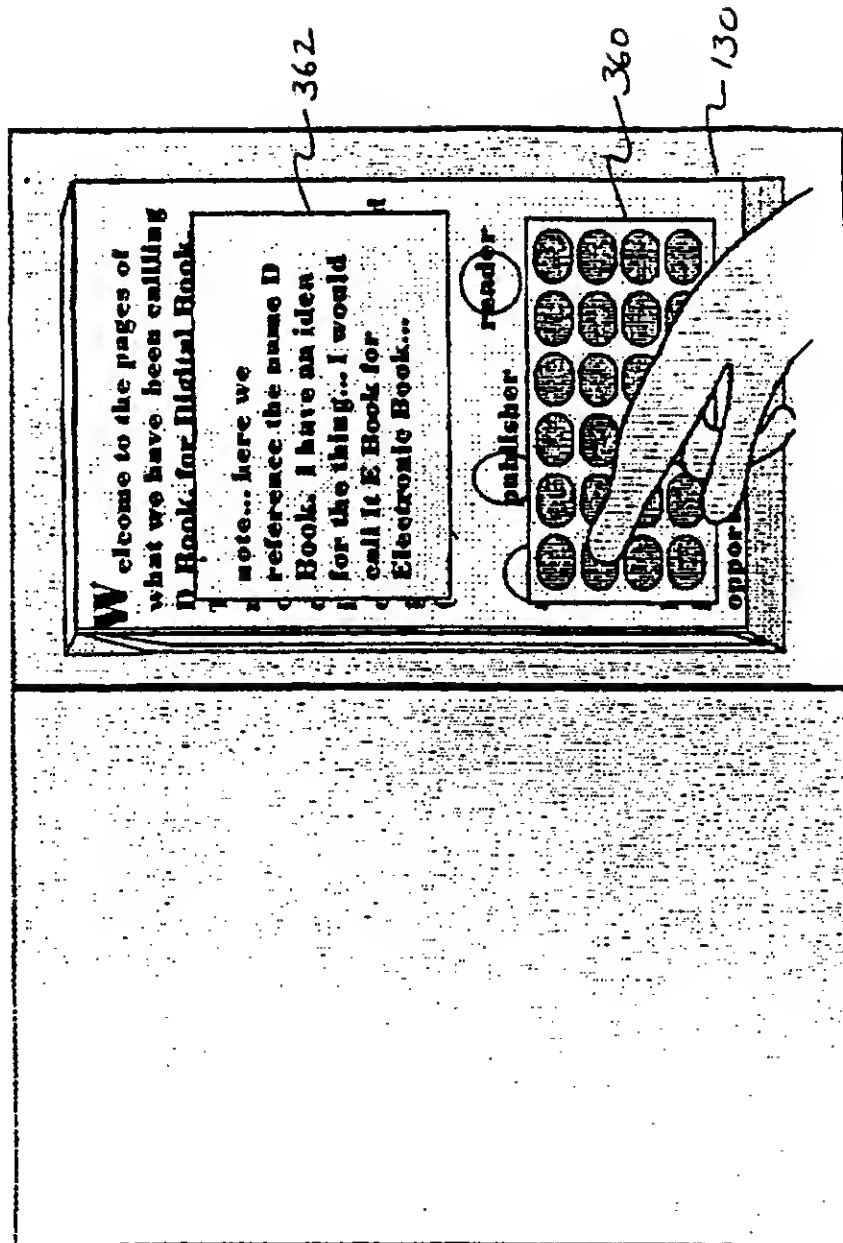 Welcome to the pages of
what we have been callling
D Book, for Digital Book.
note... here we
reference the name D
Book. I have an idea
for the thing... I would
call it E Book for
Electronic Book...
publisher reader
oppor
362
360
130